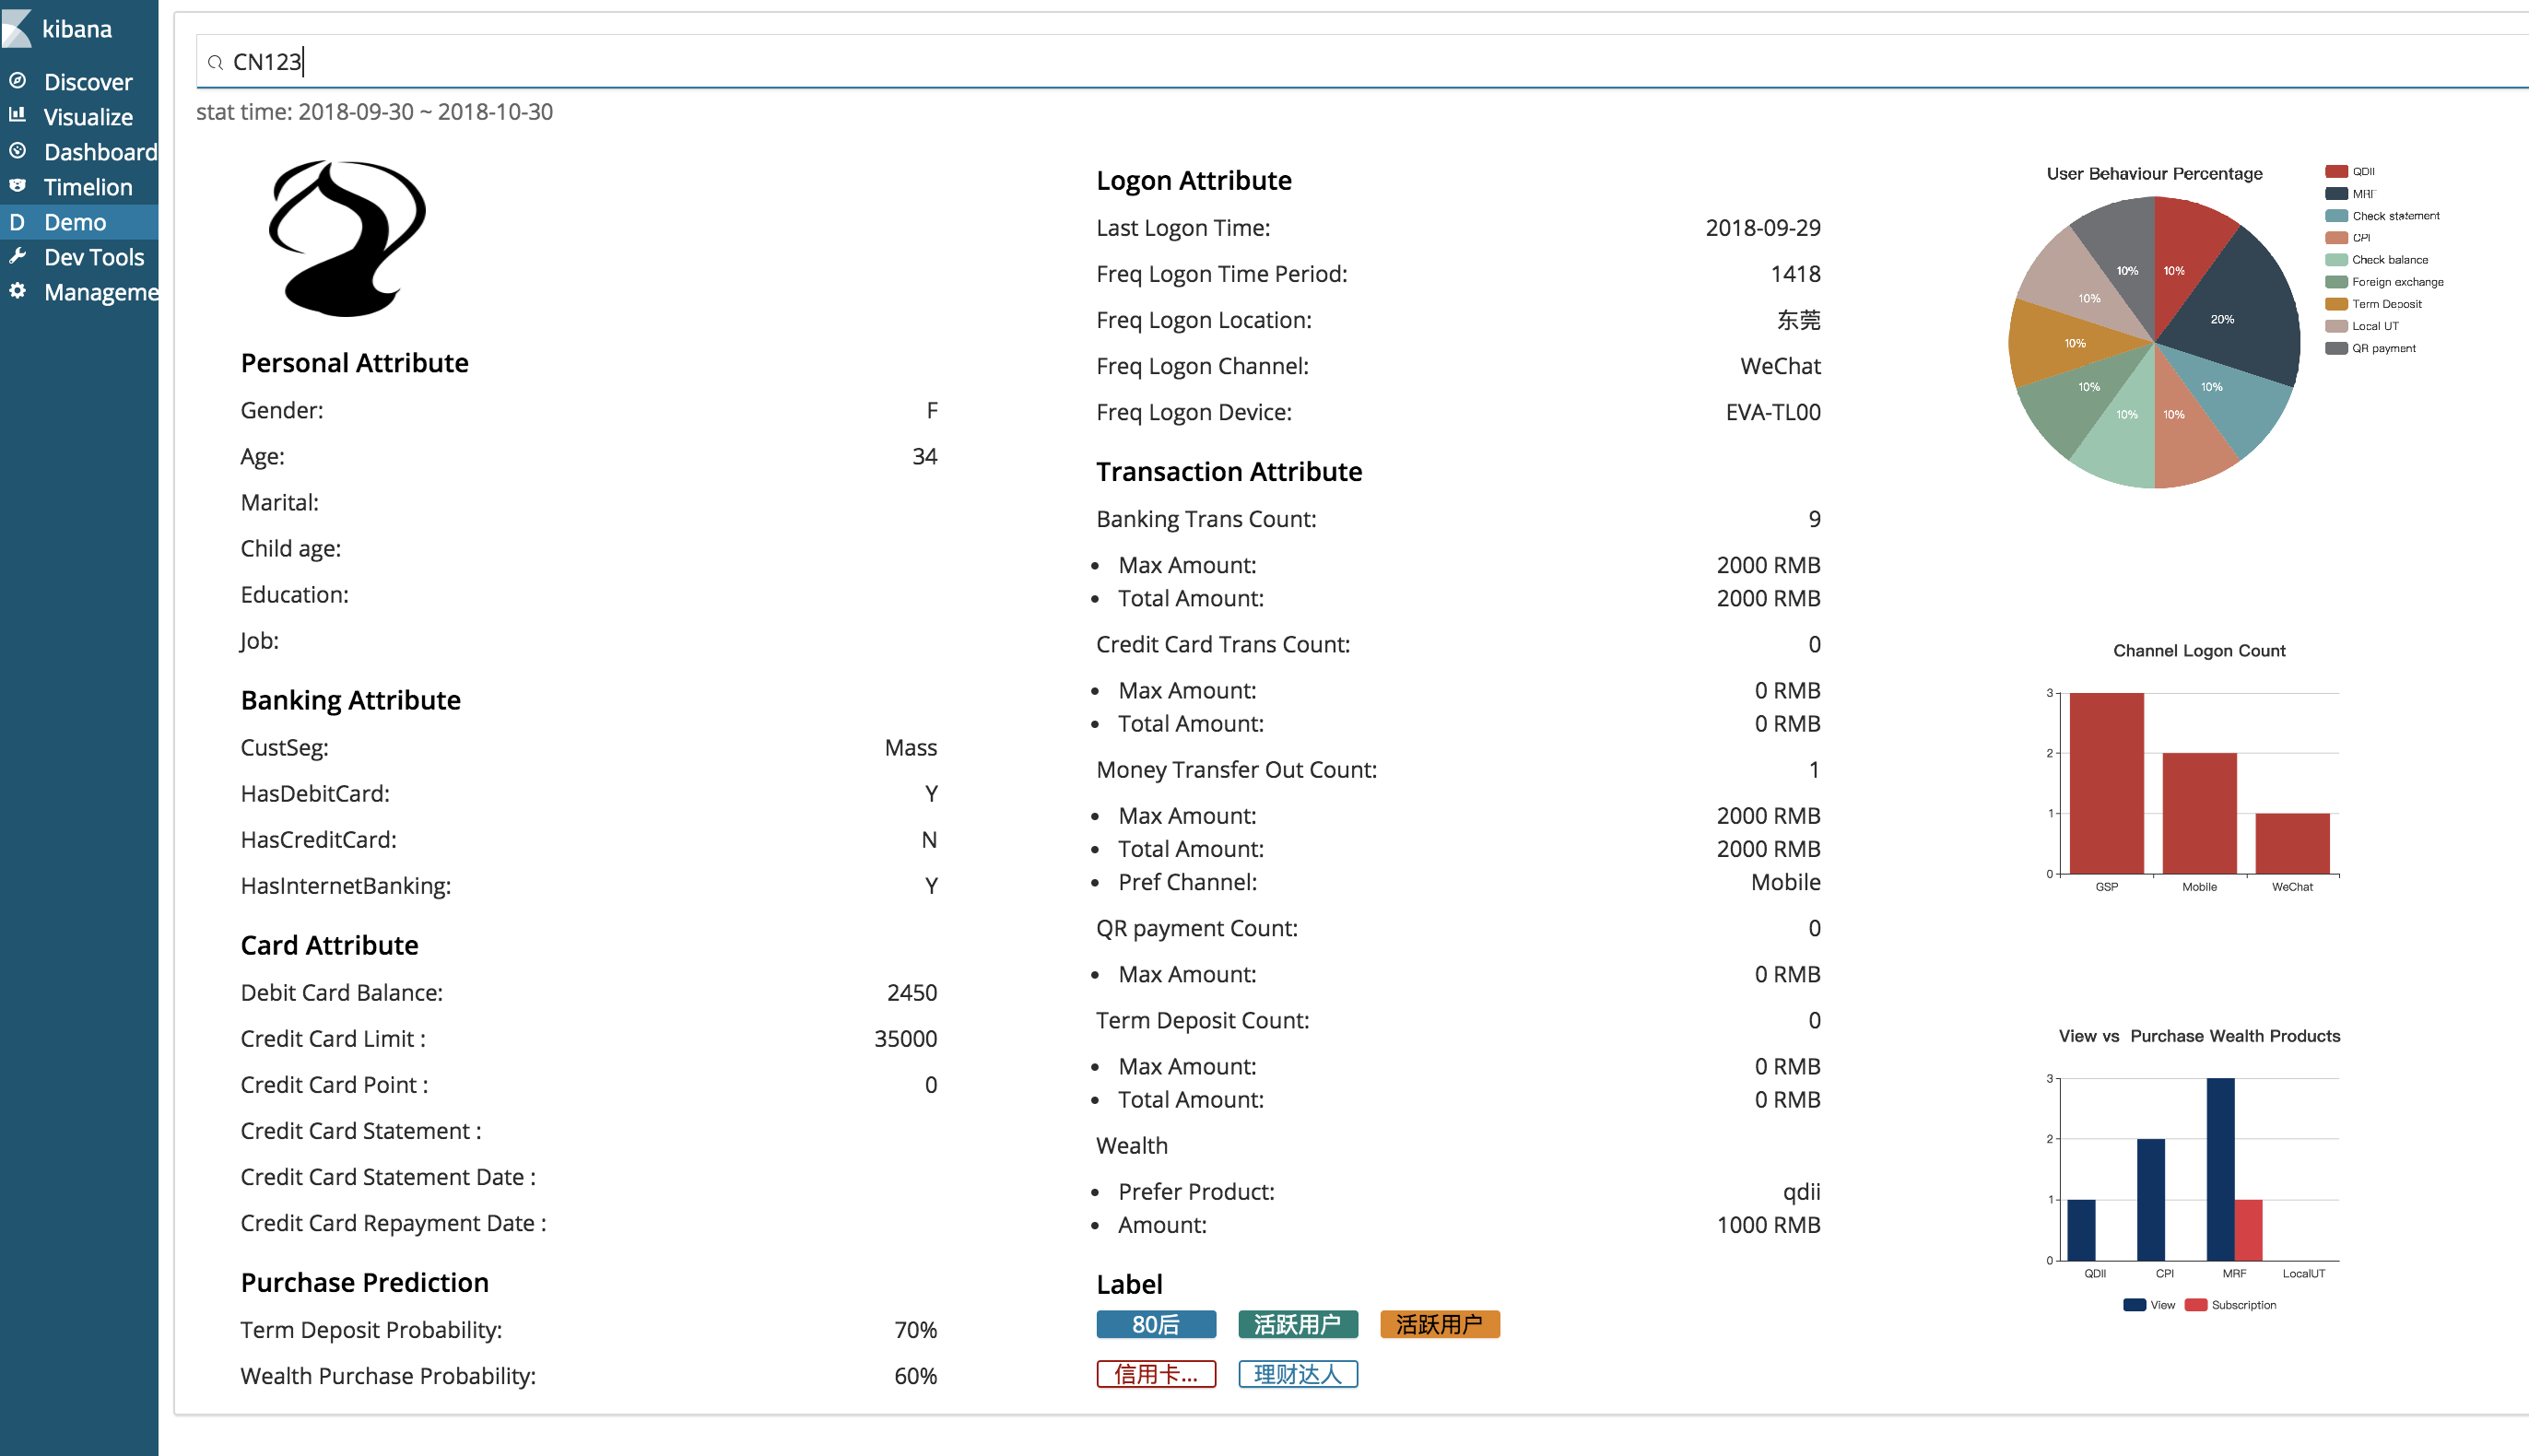 kibana
Discover
Visualize
Dashboard
Timelion
D Demo
Dev Tools
Manageme
CN123
stat time: 2018-09-30 ~ 2018-10-30
Personal Attribute
Gender: F
Age: 34
Marital:
Child age:
Education:
Job:
Banking Attribute
CustSeg: Mass
HasDebitCard: Y
HasCreditCard: N
HasInternetBanking: Y
Card Attribute
Debit Card Balance: 2450
Credit Card Limit : 35000
Credit Card Point : 0
Credit Card Statement :
Credit Card Statement Date :
Credit Card Repayment Date :
Purchase Prediction
Term Deposit Probability: 70%
Wealth Purchase Probability: 60%
Logon Attribute
Last Logon Time: 2018-09-29
Freq Logon Time Period: 1418
Freq Logon Location: 东莞
Freq Logon Channel: WeChat
Freq Logon Device: EVA-TL00
Transaction Attribute
Banking Trans Count: 9
• Max Amount: 2000 RMB
• Total Amount: 2000 RMB
Credit Card Trans Count: 0
• Max Amount: 0 RMB
• Total Amount: 0 RMB
Money Transfer Out Count: 1
• Max Amount: 2000 RMB
• Total Amount: 2000 RMB
• Pref Channel: Mobile
QR payment Count: 0
• Max Amount: 0 RMB
Term Deposit Count: 0
• Max Amount: 0 RMB
• Total Amount: 0 RMB
Wealth
• Prefer Product: qdii
• Amount: 1000 RMB
Label
80后 活跃用户 活跃用户
信用卡... 理财达人
User Behaviour Percentage
QDII
MRF
Check statement
CPI
Check balance
Foreign exchange
Term Deposit
Local UT
QR payment
10% 10%
10%
20%
10%
10% 10%
10% 10%
Channel Logon Count
3
2
1
0
GSP Mobile WeChat
View vs Purchase Wealth Products
3
2
1
0
QDII CPI MRF LocalUT
View Subscription